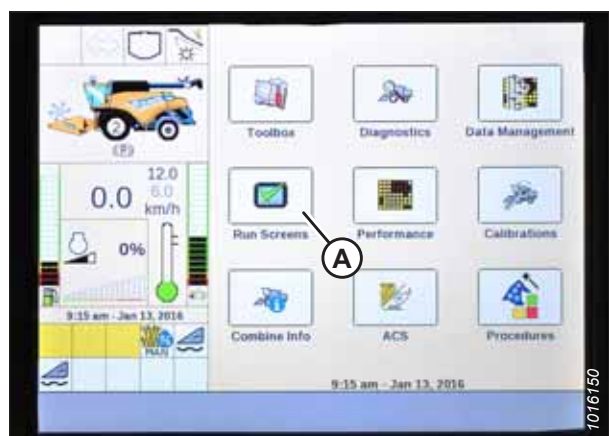 Toolbox
Diagnostics
Data Management
2
(P)
12.0
6.0
0.0
km/h
Run Screens
Performance
Calibrations
A
0%
9:15 am - Jan 13, 2016
MAN
Combine Info
ACS
Procedures
9:15 am - Jan 13, 2016
1016150